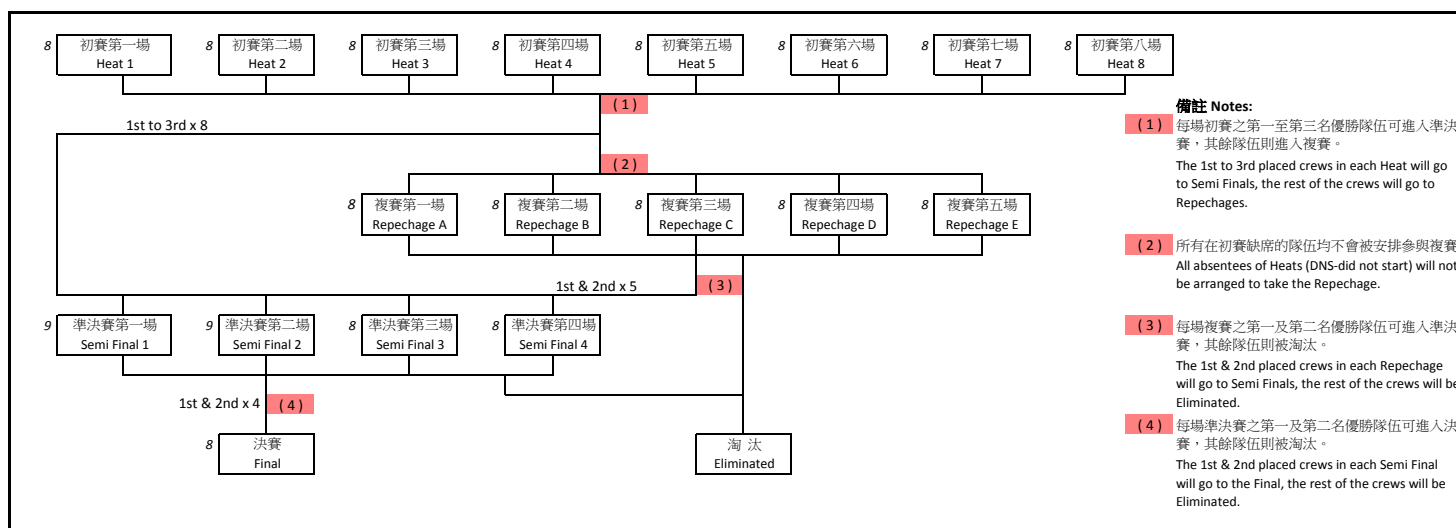 8 初賽第一場 8 初賽第二場 8 初賽第三場 8 初賽第四場 8 初賽第五場 8 初賽第六場 8 初賽第七場 8 初賽第八場
Heat 1 Heat 2 Heat 3 Heat 4 Heat 5 Heat 6 Heat 7 Heat 8
( 1 )
1st to 3rd x 8
( 2 )
8 複賽第一場 8 複賽第二場 8 複賽第三場 8 複賽第四場 8 複賽第五場
Repechage A Repechage B Repechage C Repechage D Repechage E
1st & 2nd x 5 ( 3 )
9 準決賽第一場 9 準決賽第二場 8 準決賽第三場 8 準決賽第四場
Semi Final 1 Semi Final 2 Semi Final 3 Semi Final 4
1st & 2nd x 4 ( 4 )
8 決賽 淘 汰
Final Eliminated
備註 Notes:
( 1 ) 每場初賽之第一至第三名優勝隊伍可進入準決
賽，其餘隊伍則進入複賽。
The 1st to 3rd placed crews in each Heat will go
to Semi Finals, the rest of the crews will go to
Repechages.
( 2 ) 所有在初賽缺席的隊伍均不會被安排參與複賽
All absentees of Heats (DNS-did not start) will not
be arranged to take the Repechage.
( 3 ) 每場複賽之第一及第二名優勝隊伍可進入準決
賽，其餘隊伍則被淘汰。
The 1st & 2nd placed crews in each Repechage
will go to Semi Finals, the rest of the crews will be
Eliminated.
( 4 ) 每場準決賽之第一及第二名優勝隊伍可進入決
賽，其餘隊伍則被淘汰。
The 1st & 2nd placed crews in each Semi Final
will go to the Final, the rest of the crews will be
Eliminated.